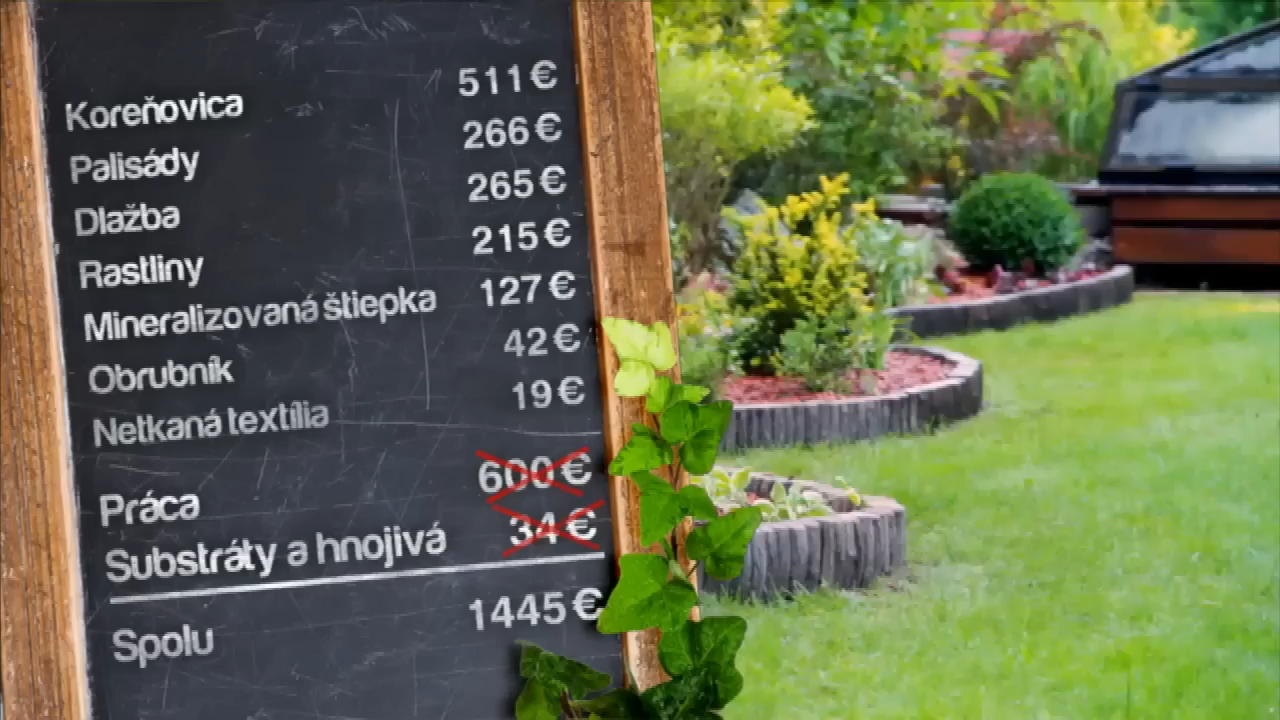 Koreňovica 511 €
Palisády 266 €
Dlažba 265 €
Rastliny 215 €
Mineralizovaná štiepka 127 €
Obrubník 42 €
Netkaná textília 19 €
Práca 600 €
Substráty a hnojivá 34 €
Spolu 1445 €